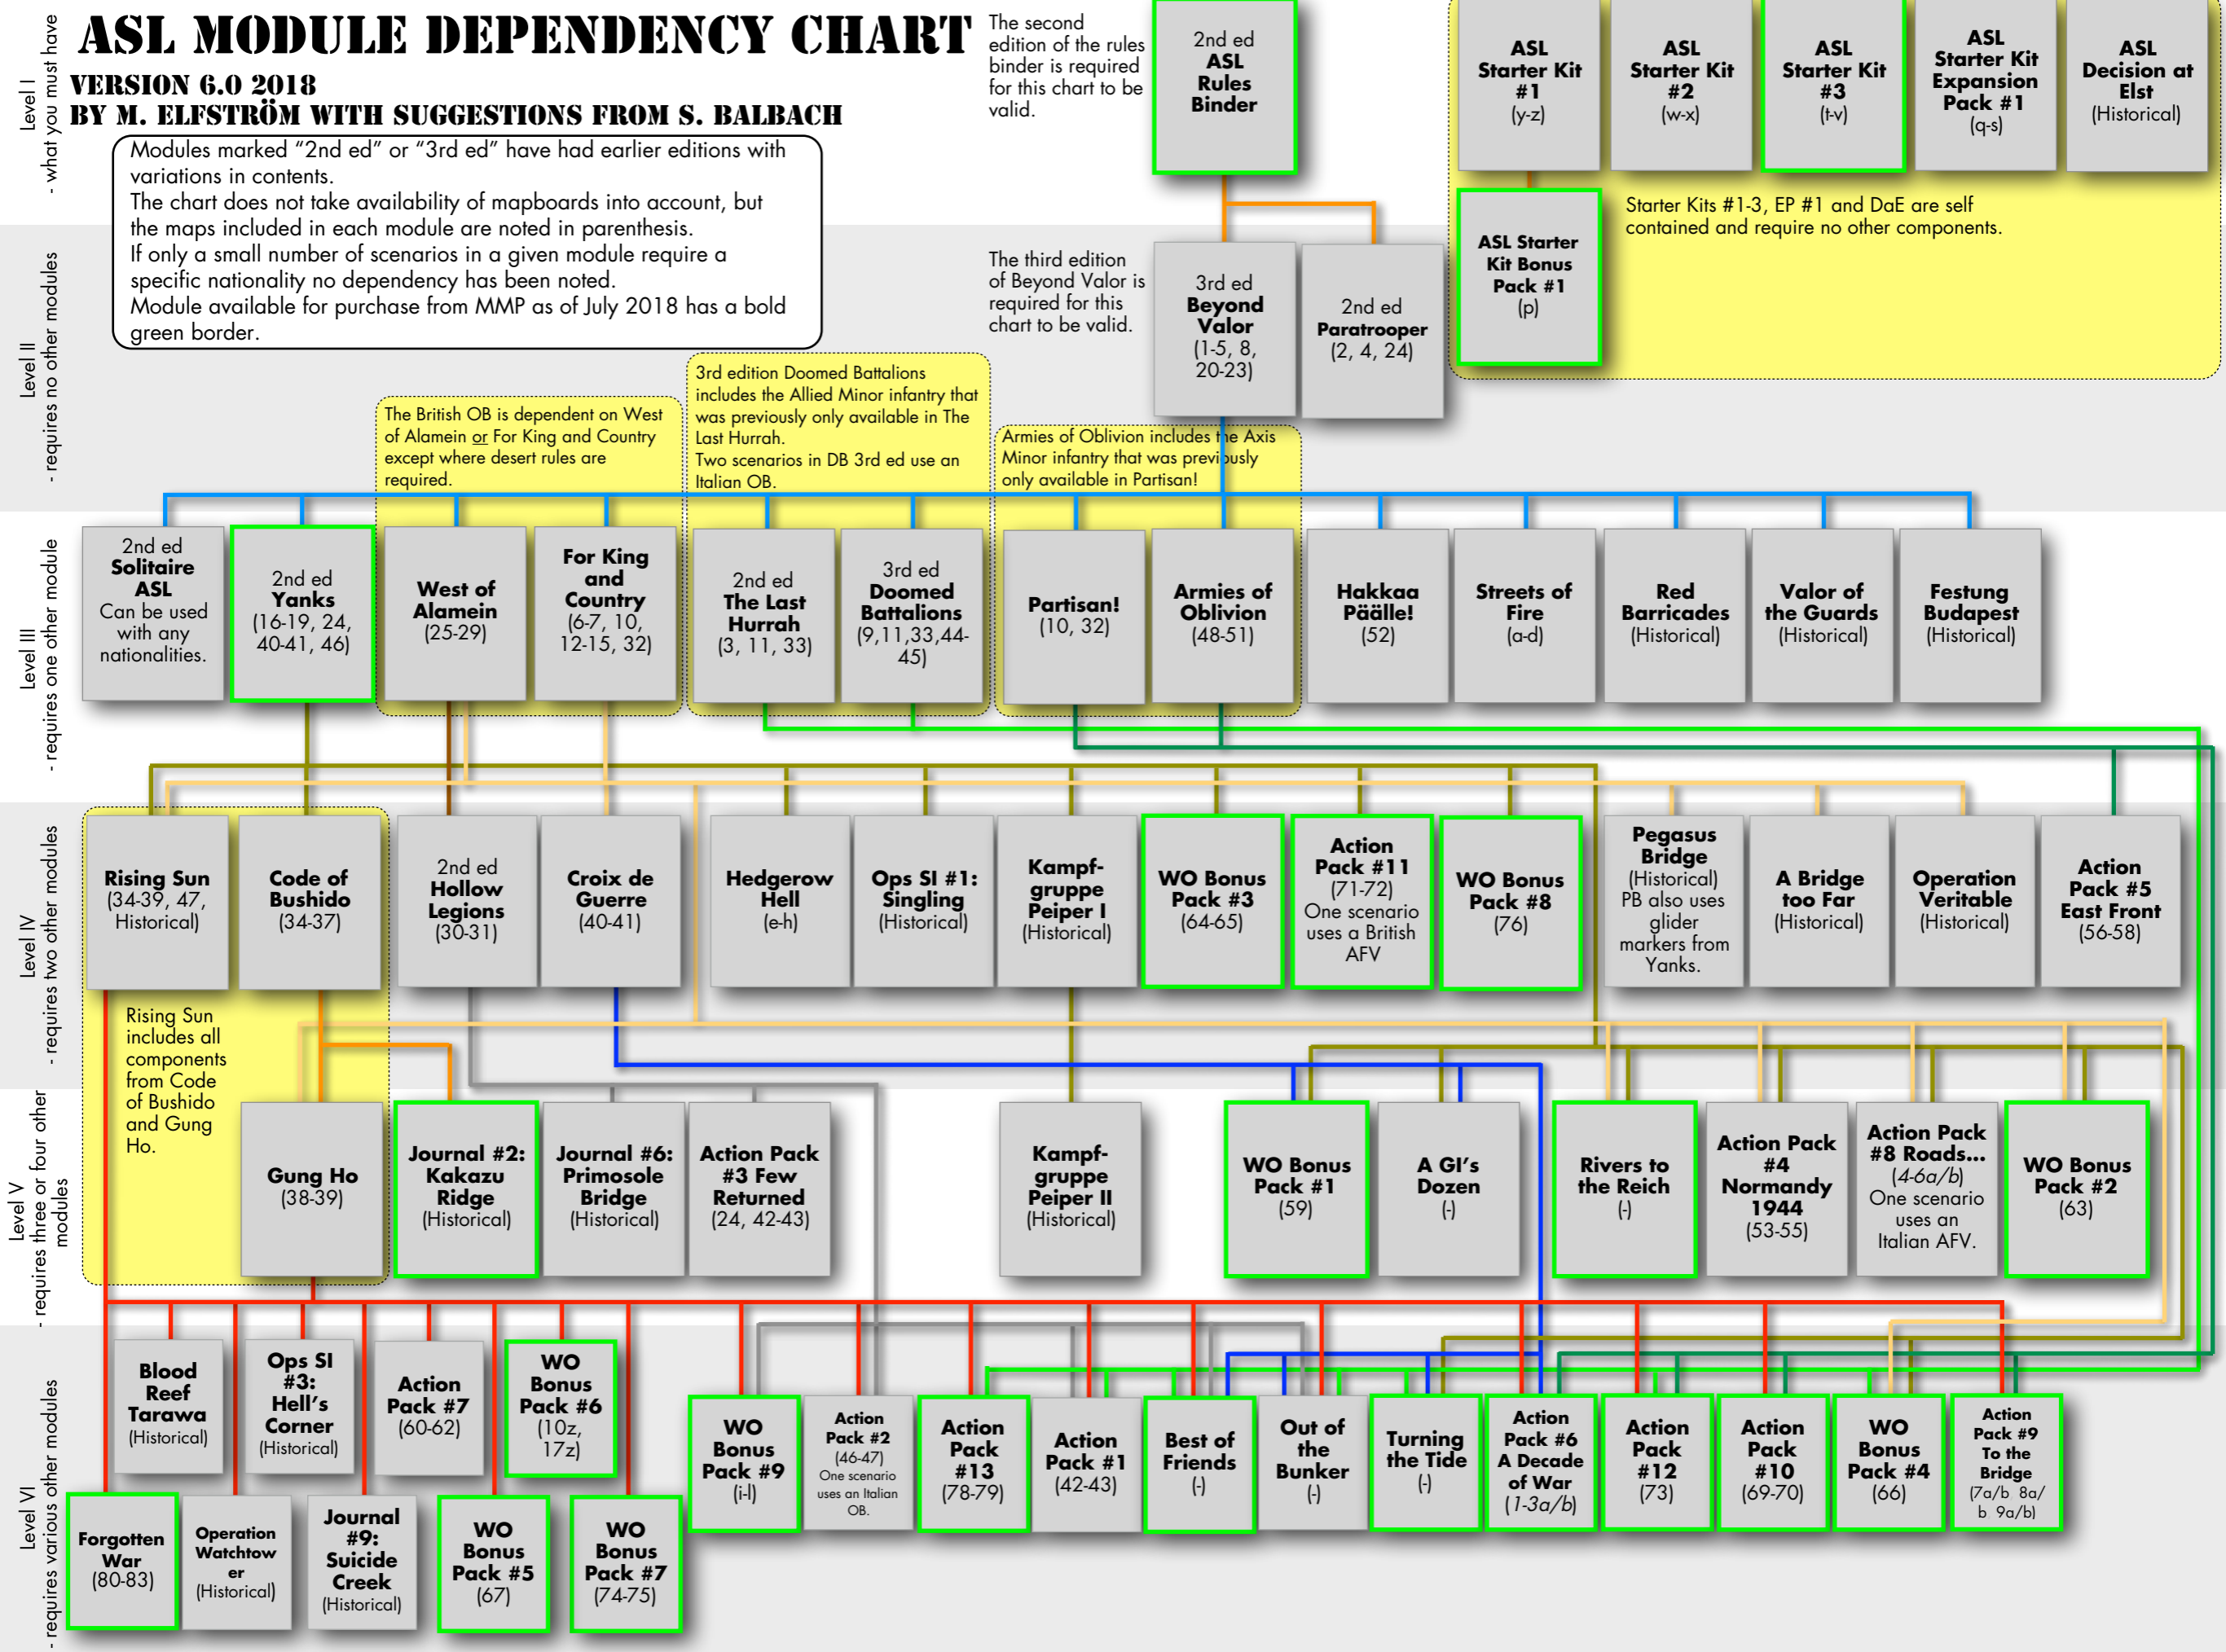 ASL MODULE DEPENDENCY CHART
VERSION 6.0 2018
BY M. ELFSTRÖM WITH SUGGESTIONS FROM S. BALBACH
Modules marked “2nd ed” or “3rd ed” have had earlier editions with
variations in contents.
The chart does not take availability of mapboards into account, but
the maps included in each module are noted in parenthesis.
If only a small number of scenarios in a given module require a
specific nationality no dependency has been noted.
Module available for purchase from MMP as of July 2018 has a bold
green border.
Level I
- what you must have
The second
edition of the rules
binder is required
for this chart to be
valid.
2nd ed
ASL
Rules
Binder
ASL
Starter Kit
#1
(y-z)
ASL
Starter Kit
#2
(w-x)
ASL
Starter Kit
#3
(t-v)
ASL
Starter Kit
Expansion
Pack #1
(q-s)
ASL
Decision at
Elst
(Historical)
Starter Kits #1-3, EP #1 and DaE are self
contained and require no other components.
Level II
- requires no other modules
The third edition
of Beyond Valor is
required for this
chart to be valid.
3rd ed
Beyond
Valor
(1-5, 8,
20-23)
2nd ed
Paratrooper
(2, 4, 24)
ASL Starter
Kit Bonus
Pack #1
(p)
The British OB is dependent on West
of Alamein or For King and Country
except where desert rules are
required.
3rd edition Doomed Battalions
includes the Allied Minor infantry that
was previously only available in The
Last Hurrah.
Two scenarios in DB 3rd ed use an
Italian OB.
Armies of Oblivion includes the Axis
Minor infantry that was previously
only available in Partisan!
Level III
- requires one other module
2nd ed
Solitaire
ASL
Can be used
with any
nationalities.
2nd ed
Yanks
(16-19, 24,
40-41, 46)
West of
Alamein
(25-29)
For King
and
Country
(6-7, 10,
12-15, 32)
2nd ed
The Last
Hurrah
(3, 11, 33)
3rd ed
Doomed
Battalions
(9,11,33,44-
45)
Partisan!
(10, 32)
Armies of
Oblivion
(48-51)
Hakkaa
Päälle!
(52)
Streets of
Fire
(a-d)
Red
Barricades
(Historical)
Valor of
the Guards
(Historical)
Festung
Budapest
(Historical)
Level IV
- requires two other modules
Rising Sun
(34-39, 47,
Historical)
Code of
Bushido
(34-37)
2nd ed
Hollow
Legions
(30-31)
Croix de
Guerre
(40-41)
Hedgerow
Hell
(e-h)
Ops SI #1:
Singling
(Historical)
Kampf-
gruppe
Peiper I
(Historical)
WO Bonus
Pack #3
(64-65)
Action
Pack #11
(71-72)
One scenario
uses a British
AFV
WO Bonus
Pack #8
(76)
Pegasus
Bridge
(Historical)
PB also uses
glider
markers from
Yanks.
A Bridge
too Far
(Historical)
Operation
Veritable
(Historical)
Action
Pack #5
East Front
(56-58)
Rising Sun
includes all
components
from Code
of Bushido
and Gung
Ho.
Level V
- requires three or four other
modules
Gung Ho
(38-39)
Journal #2:
Kakazu
Ridge
(Historical)
Journal #6:
Primosole
Bridge
(Historical)
Action Pack
#3 Few
Returned
(24, 42-43)
Kampf-
gruppe
Peiper II
(Historical)
WO Bonus
Pack #1
(59)
A GI’s
Dozen
(-)
Rivers to
the Reich
(-)
Action Pack
#4
Normandy
1944
(53-55)
Action Pack
#8 Roads...
(4-6a/b)
One scenario
uses an
Italian AFV.
WO Bonus
Pack #2
(63)
Level VI
- requires various other modules
Blood
Reef
Tarawa
(Historical)
Ops SI
#3:
Hell’s
Corner
(Historical)
Action
Pack #7
(60-62)
WO
Bonus
Pack #6
(10z,
17z)
Forgotten
War
(80-83)
Operation
Watchtow
er
(Historical)
Journal
#9:
Suicide
Creek
(Historical)
WO
Bonus
Pack #5
(67)
WO
Bonus
Pack #7
(74-75)
WO
Bonus
Pack #9
(i-l)
Action
Pack #2
(46-47)
One scenario
uses an Italian
OB.
Action
Pack
#13
(78-79)
Action
Pack #1
(42-43)
Best of
Friends
(-)
Out of
the
Bunker
(-)
Turning
the Tide
(-)
Action
Pack #6
A Decade
of War
(1-3a/b)
Action
Pack
#12
(73)
Action
Pack
#10
(69-70)
WO
Bonus
Pack #4
(66)
Action
Pack #9
To the
Bridge
(7a/b, 8a/
b, 9a/b)